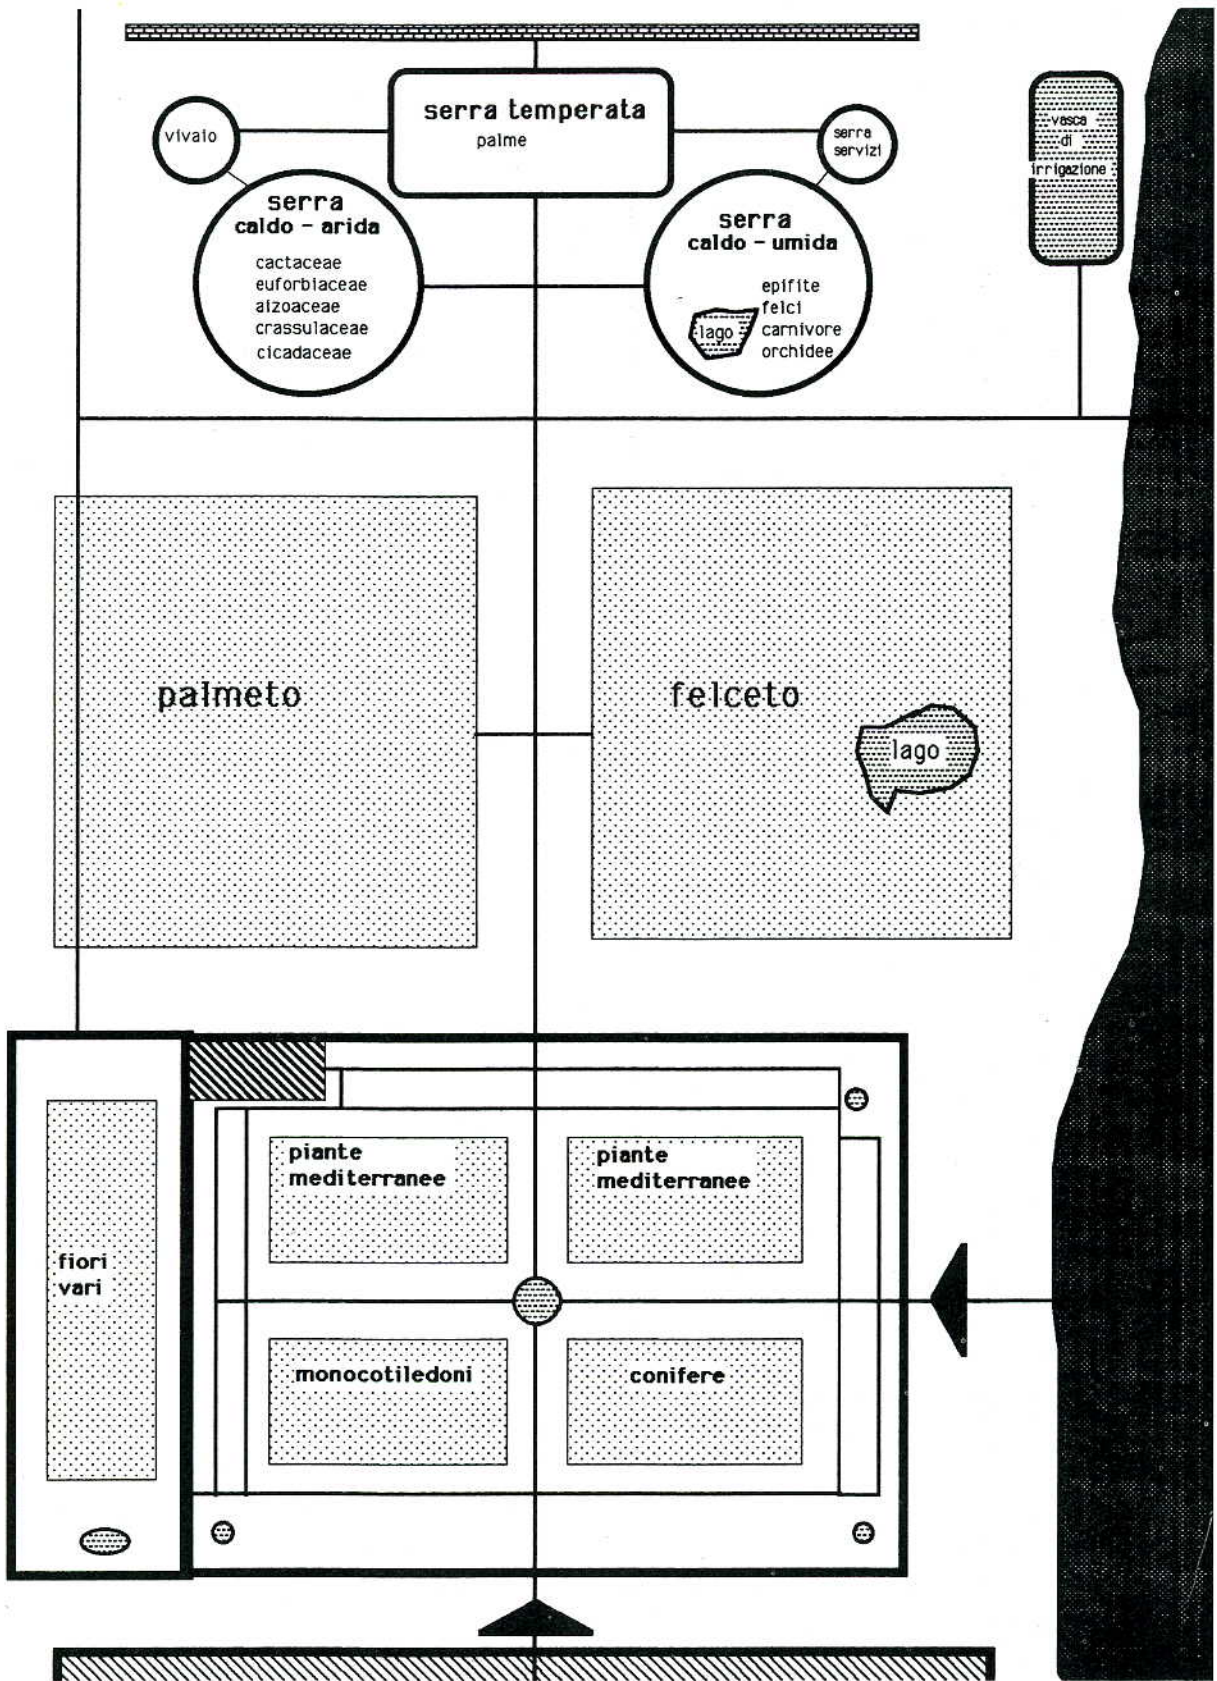 serra temperata
palme
vivaio
serra
servizi
vasca
di
irrigazione
serra
caldo - arida
cactaceae
euforbiaceae
aizoaceae
crassulaceae
cicadaceae
serra
caldo - umida
epifite
felci
carnivore
orchidee
lago
palmeto
felceto
lago
piante
mediterranee
piante
mediterranee
fiori
vari
monocotiledoni
conifere